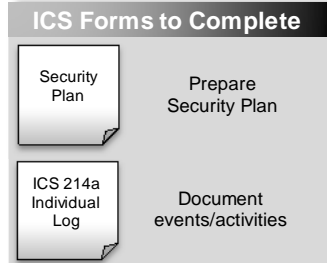 ICS Forms to Complete
Security
Plan
Prepare
Security Plan
ICS 214a
Individual
Log
Document
events/activities